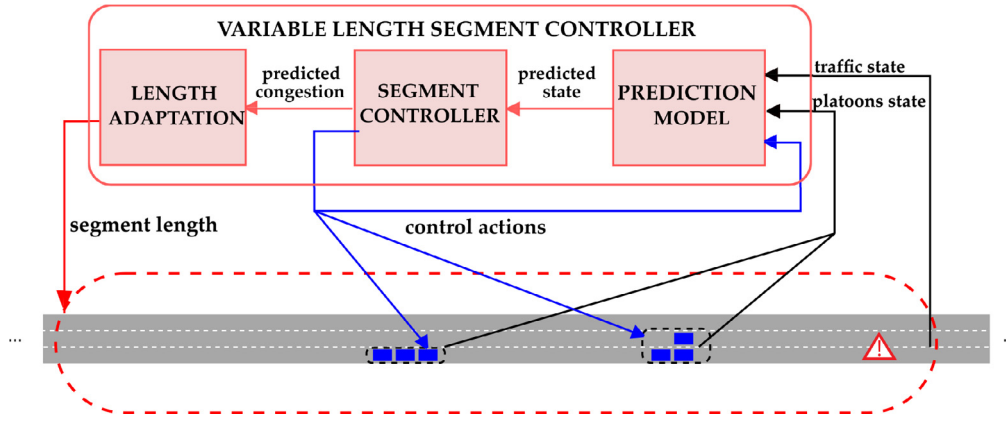 VARIABLE LENGTH SEGMENT CONTROLLER
LENGTH
ADAPTATION
predicted
congestion
SEGMENT
CONTROLLER
predicted
state
PREDICTION
MODEL
traffic state
platoons state
segment length
control actions
...
!